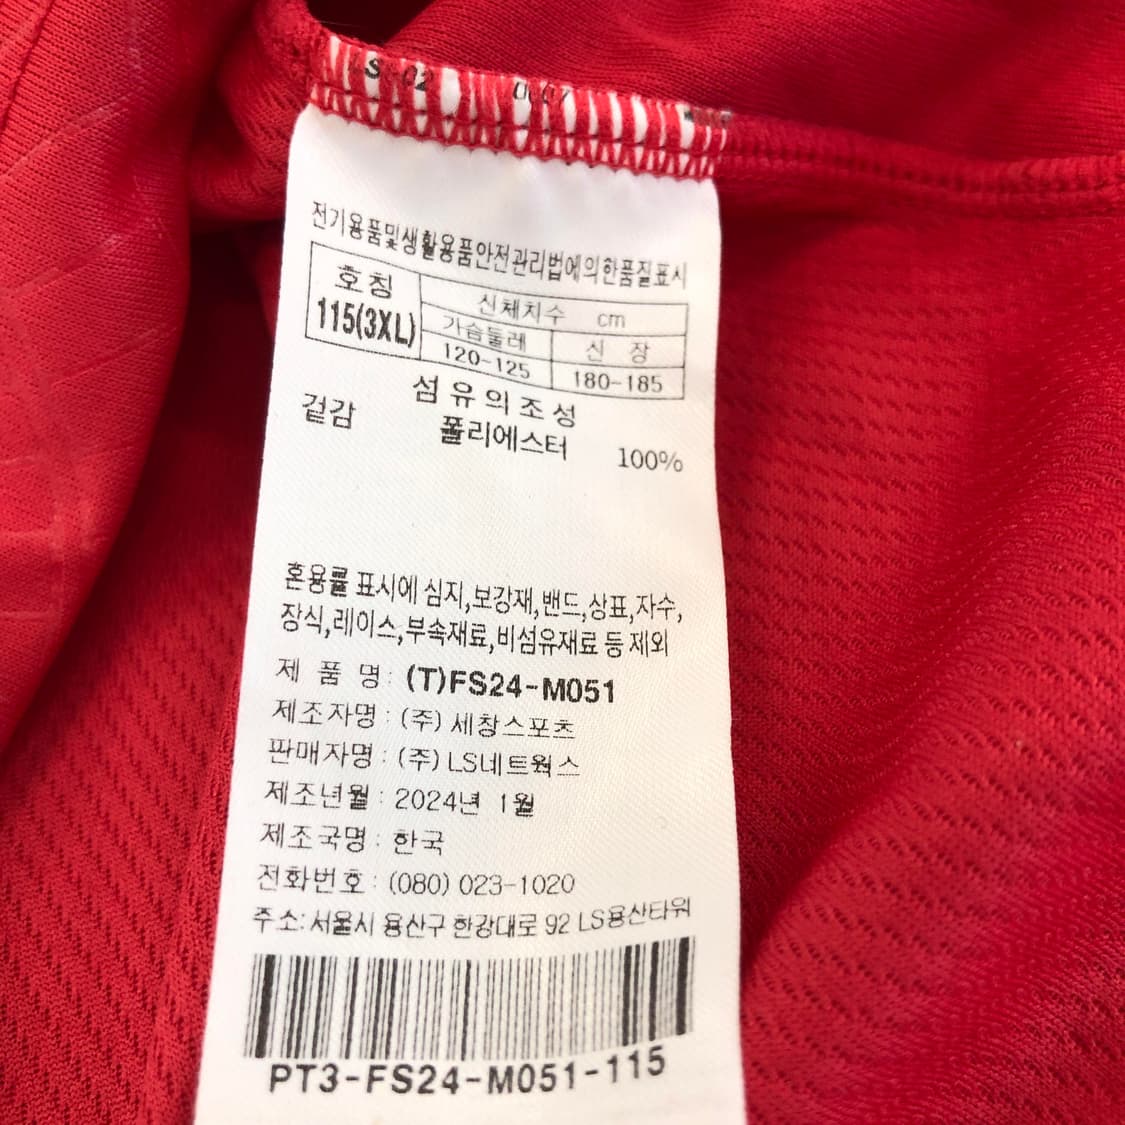 전기용품및생활용품안전관리법에의한품질표시
호칭
115(3XL)
신체치수 cm
가슴둘레 신 장
120-125 180-185
섬유의조성
겉감 폴리에스터 100%
혼용률 표시에 심지,보강재,밴드,상표,자수,
장식,레이스,부속재료,비섬유재료 등 제외
제 품 명 : (T)FS24-M051
제조자명 : (주) 세창스포츠
판매자명 : (주) LS네트웍스
제조년월 : 2024년 1월
제조국명 : 한국
전화번호 : (080) 023-1020
주소: 서울시 용산구 한강대로 92 LS용산타워
PT3-FS24-M051-115